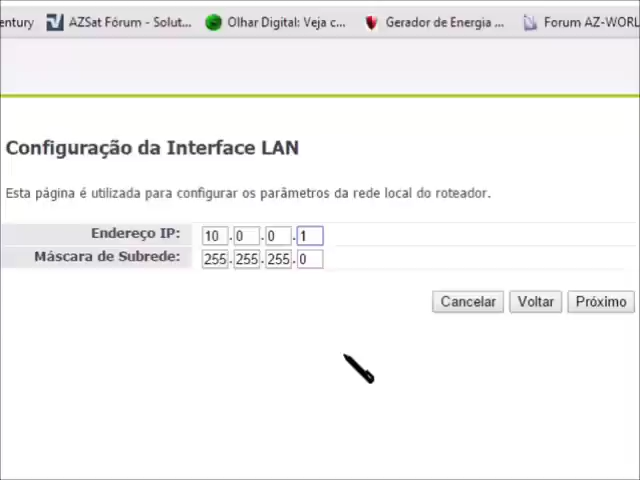 entury AZSat Fórum - Solut... Olhar Digital: Veja c... Gerador de Energia ... Forum AZ-WORL
Configuração da Interface LAN
Esta página é utilizada para configurar os parâmetros da rede local do roteador.
Endereço IP: 10.0.0.1
Máscara de Subrede: 255.255.255.0
Cancelar Voltar Próximo